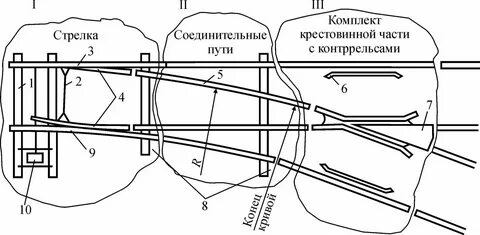 I
II
III
Стрелка
Соединительные
пути
Комплект
крестовинной части
с контррельсами
3
1
2
4
5
6
7
9
10
8
R
Конец
кривой